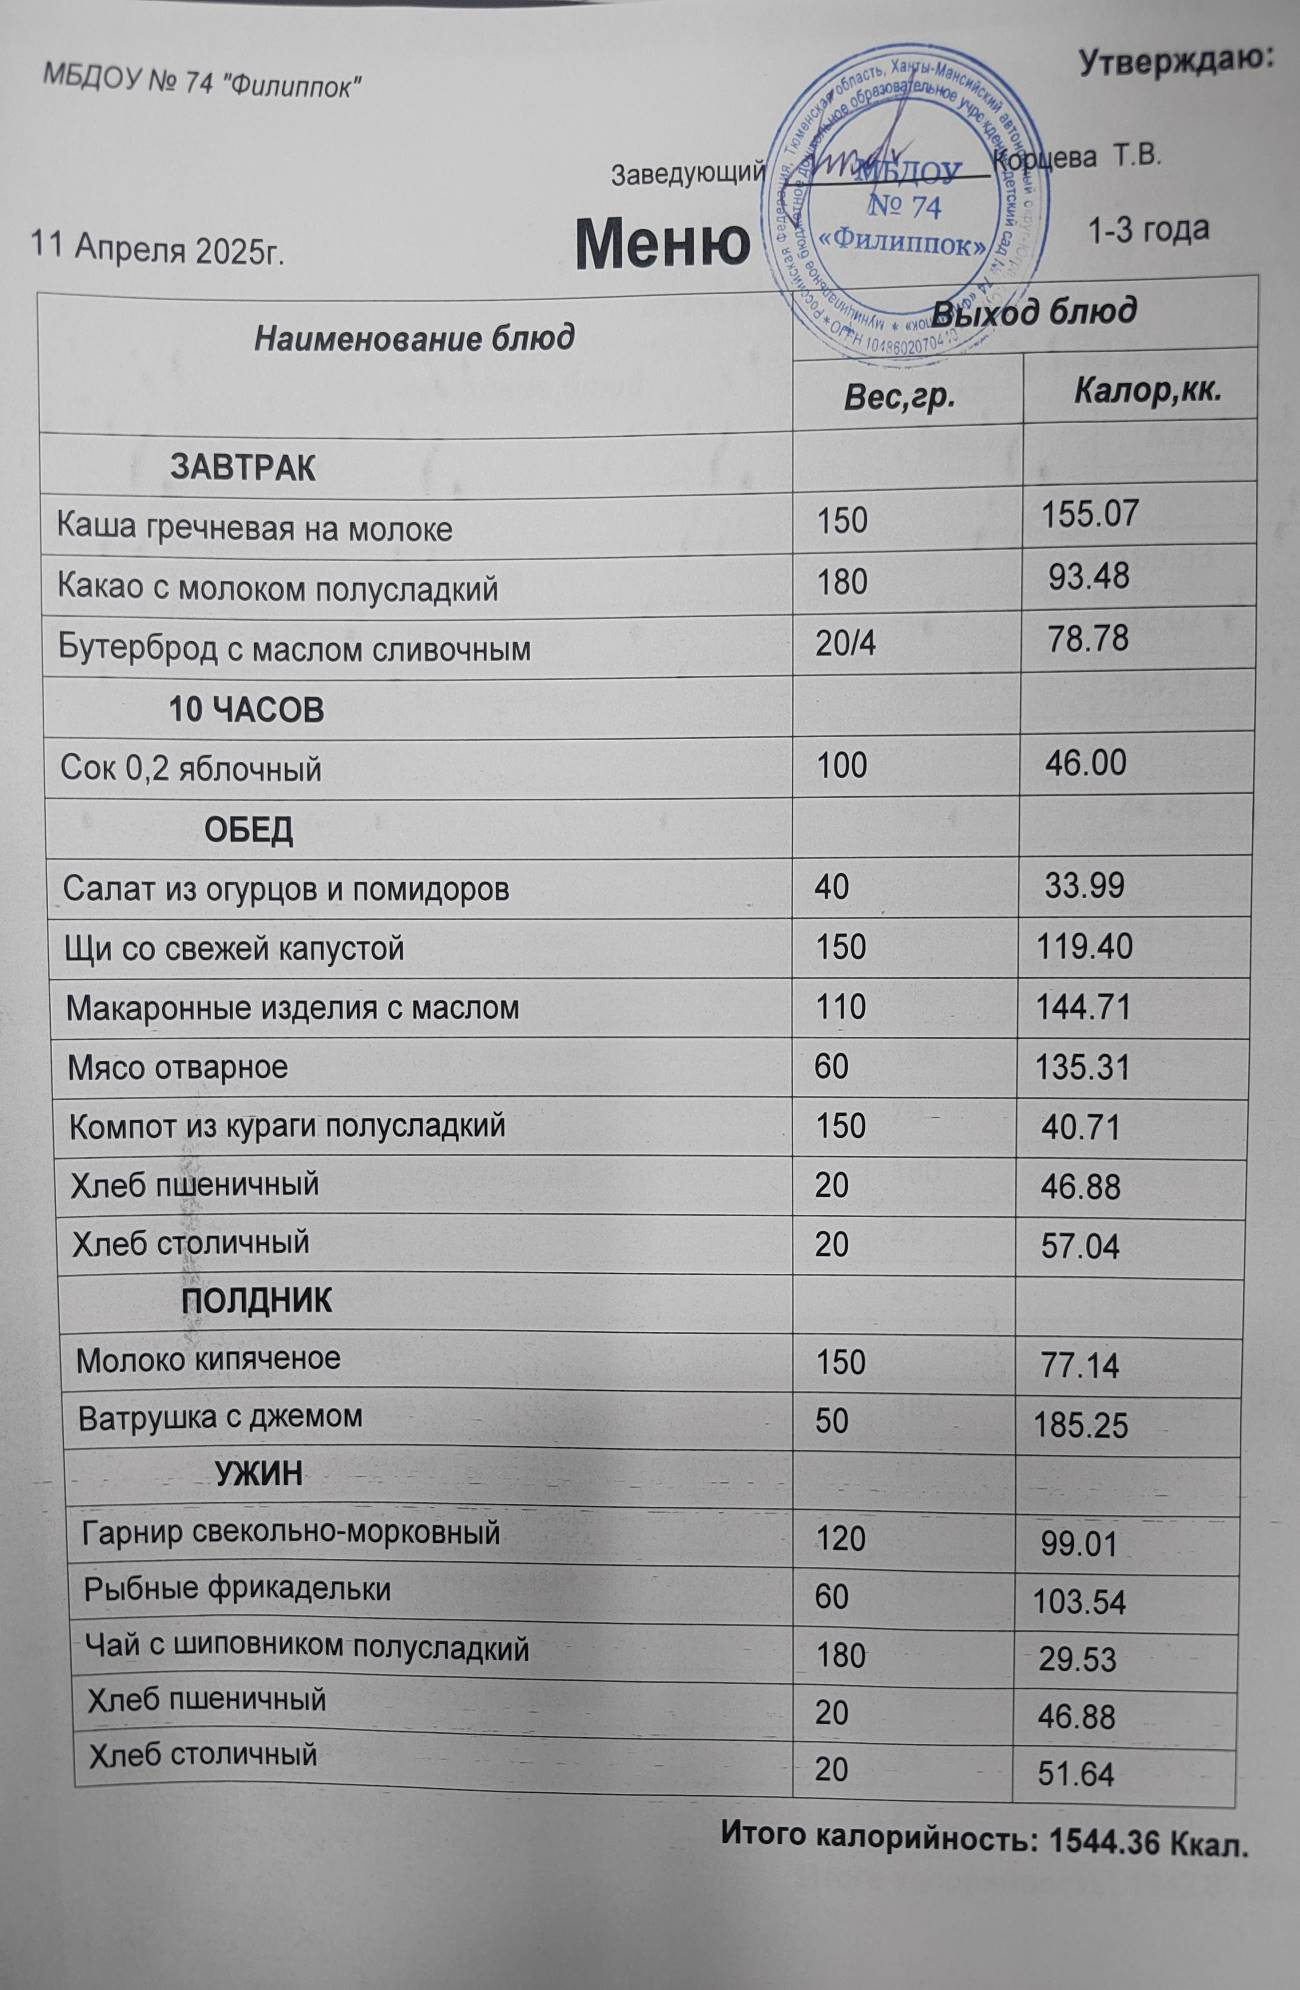 МБДОУ № 74 "Филиппок"
Утверждаю:
Заведующий Корцева Т.В.
МБДОУ
№ 74
«Филиппок»
11 Апреля 2025г. Меню 1-3 года
Наименование блюд Выход блюд
Вес,гр. Калор,кк.
ЗАВТРАК
Каша гречневая на молоке 150 155.07
Какао с молоком полусладкий 180 93.48
Бутерброд с маслом сливочным 20/4 78.78
10 ЧАСОВ
Сок 0,2 яблочный 100 46.00
ОБЕД
Салат из огурцов и помидоров 40 33.99
Щи со свежей капустой 150 119.40
Макаронные изделия с маслом 110 144.71
Мясо отварное 60 135.31
Компот из кураги полусладкий 150 40.71
Хлеб пшеничный 20 46.88
Хлеб столичный 20 57.04
ПОЛДНИК
Молоко кипяченое 150 77.14
Ватрушка с джемом 50 185.25
УЖИН
Гарнир свекольно-морковный 120 99.01
Рыбные фрикадельки 60 103.54
Чай с шиповником полусладкий 180 29.53
Хлеб пшеничный 20 46.88
Хлеб столичный 20 51.64
Итого калорийность: 1544.36 Ккал.